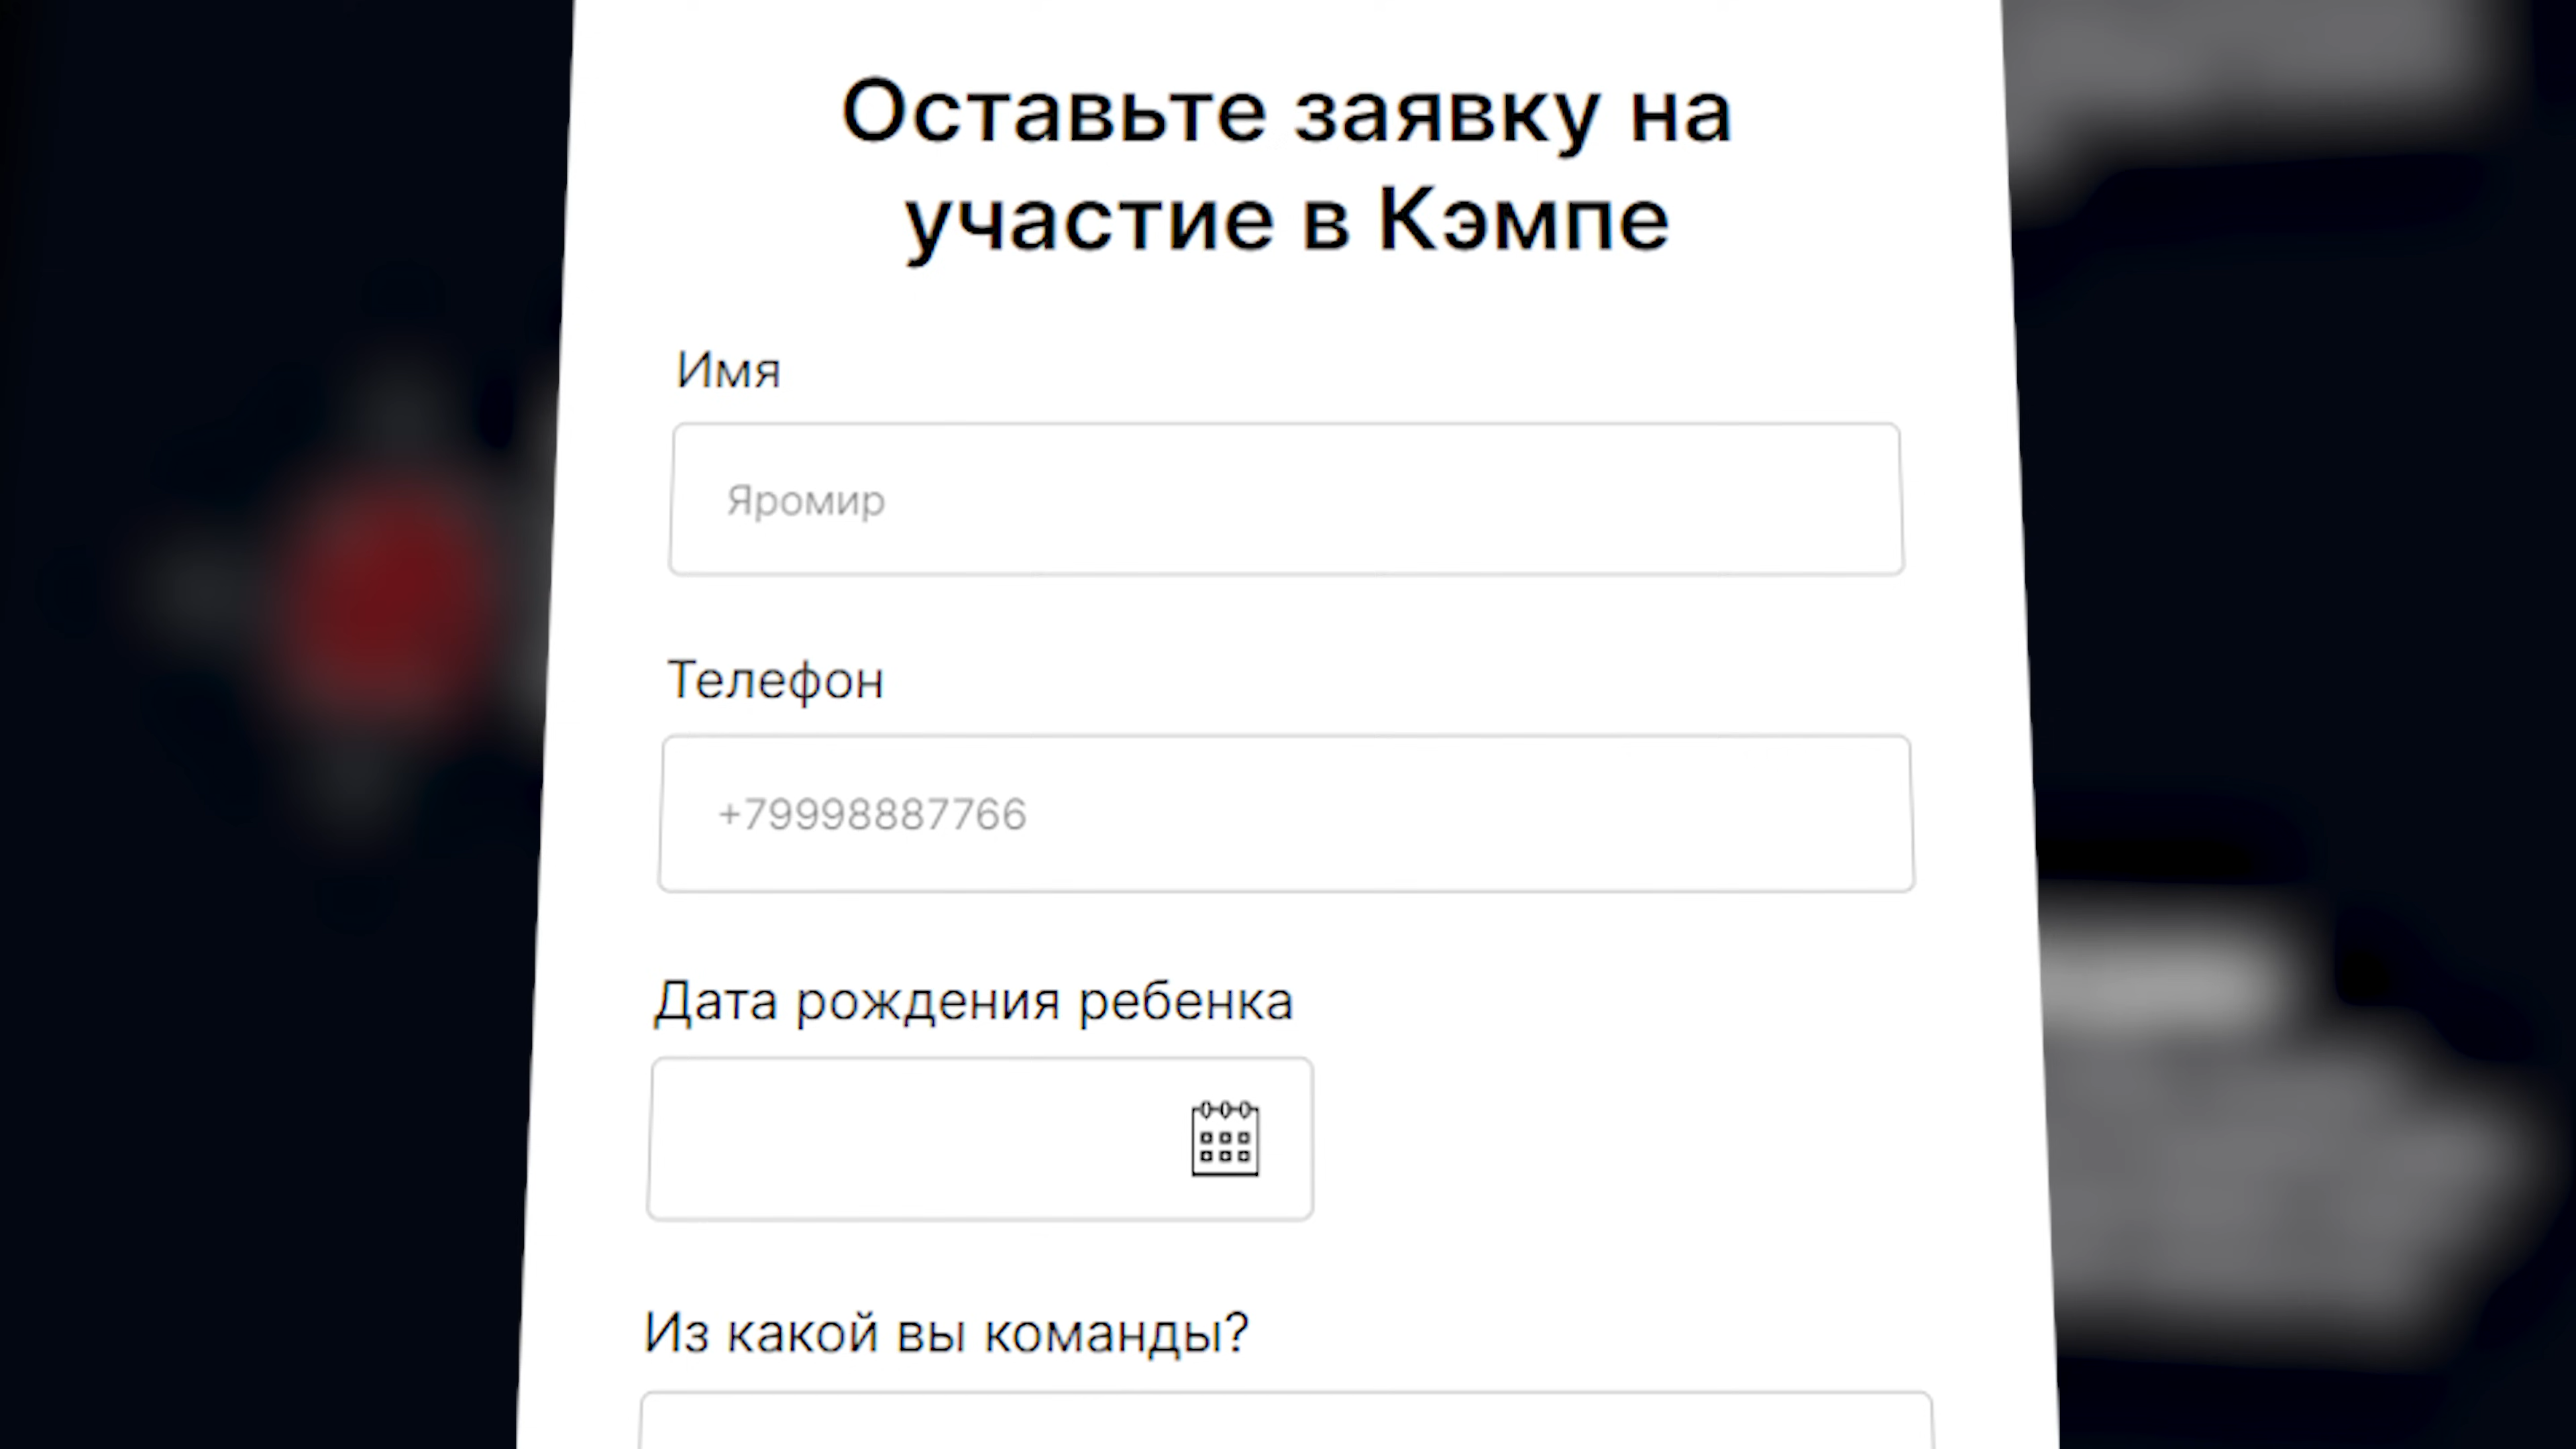 Оставьте заявку на
участие в Кэмпе
Имя
Яромир
Телефон
+79998887766
Дата рождения ребенка
Из какой вы команды?